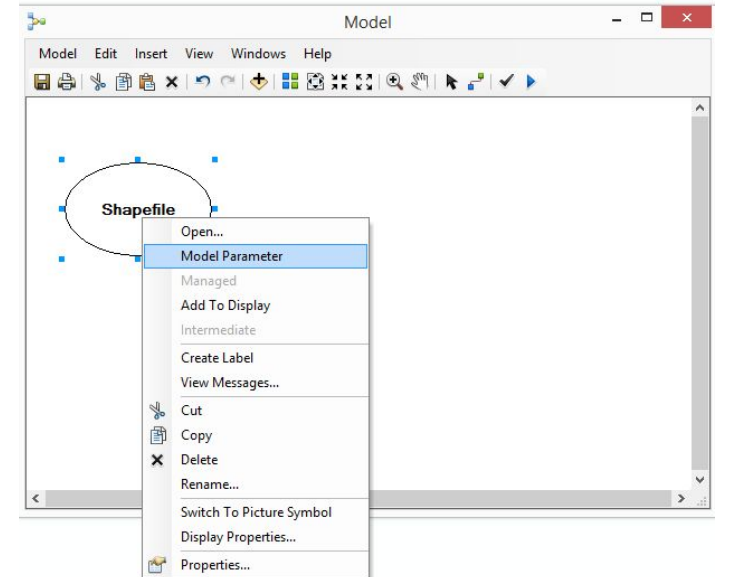 Model
Model Edit Insert View Windows Help
Shapefile
Open...
Model Parameter
Managed
Add To Display
Intermediate
Create Label
View Messages...
Cut
Copy
Delete
Rename...
Switch To Picture Symbol
Display Properties...
Properties...